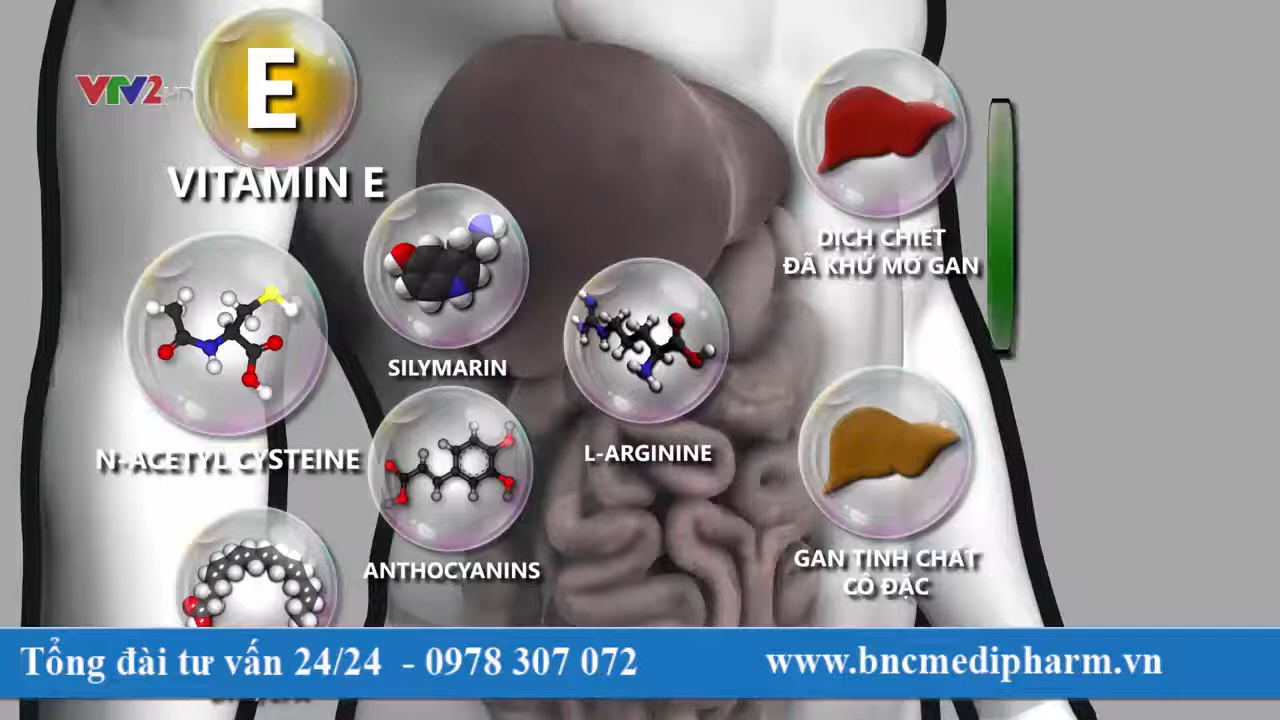 VTV2HD
E
VITAMIN E
DỊCH CHIẾT
ĐÃ KHỬ MỠ GAN
SILYMARIN
N-ACETYL CYSTEINE
L-ARGININE
ANTHOCYANINS
GAN TINH CHẤT
CÔ ĐẶC
Tổng đài tư vấn 24/24 - 0978 307 072
www.bncmedipharm.vn